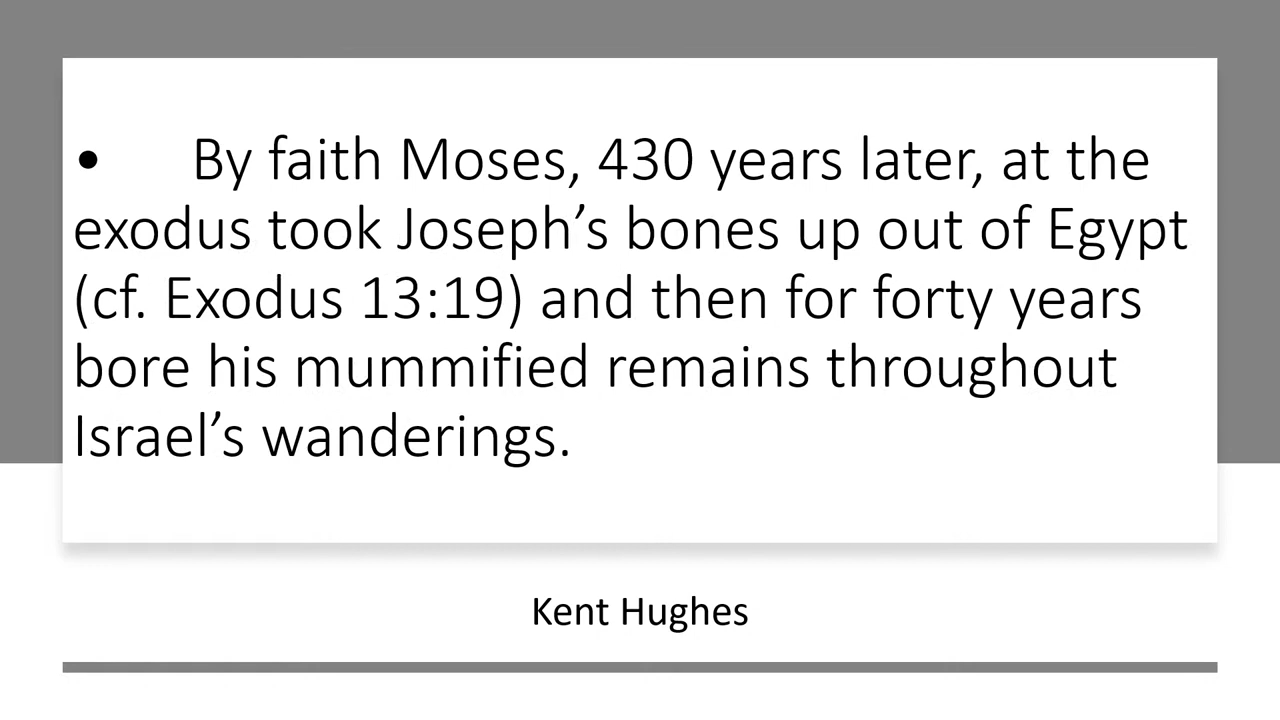 • By faith Moses, 430 years later, at the
exodus took Joseph’s bones up out of Egypt
(cf. Exodus 13:19) and then for forty years
bore his mummified remains throughout
Israel’s wanderings.
Kent Hughes